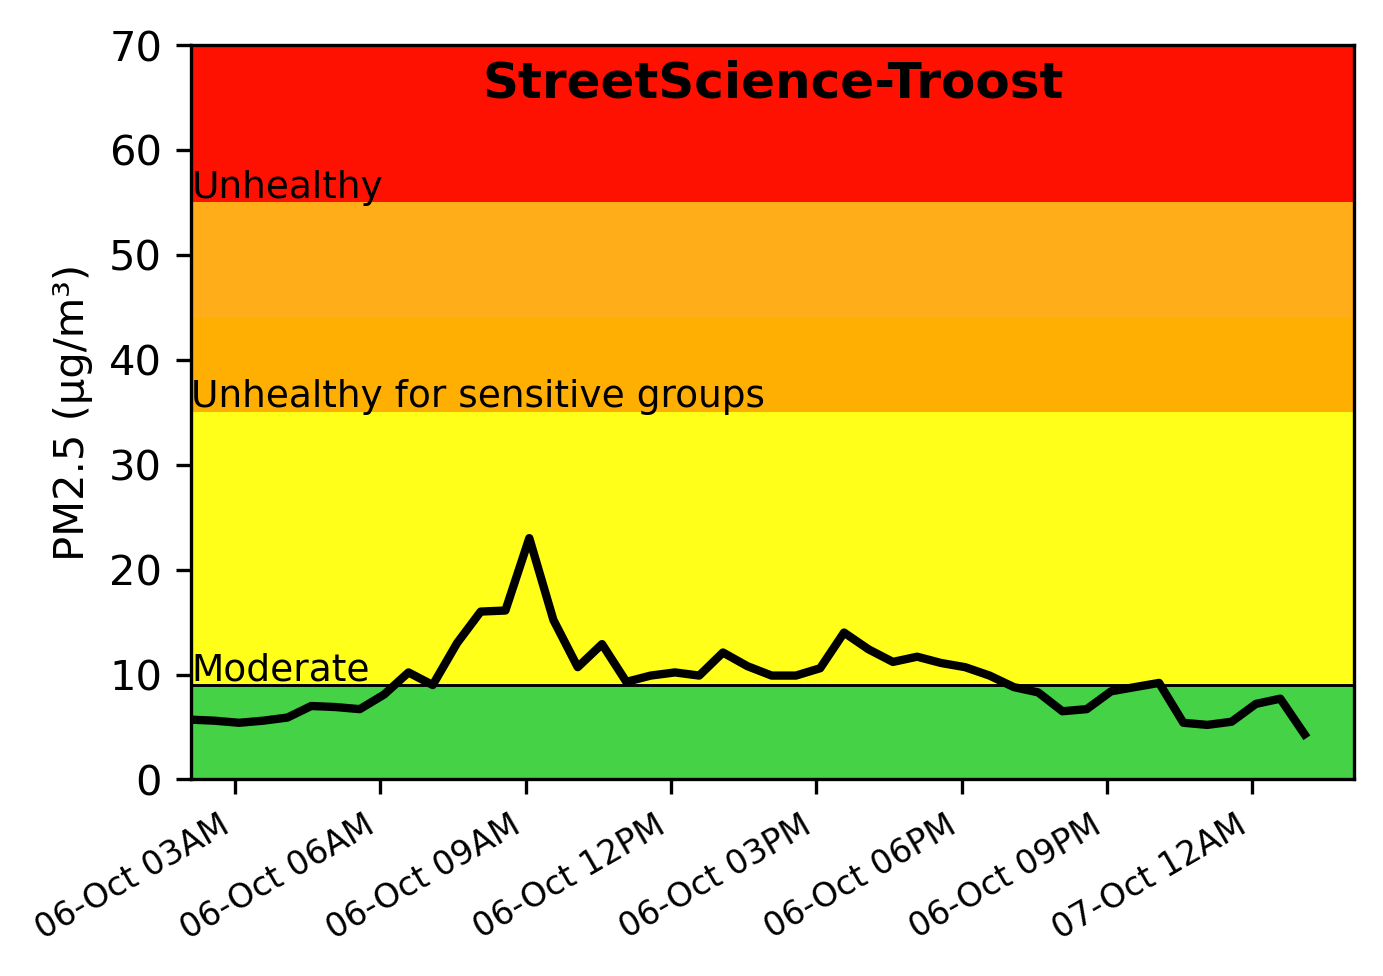 StreetScience-Troost
PM2.5 (µg/m³)
70
60
50
40
30
20
10
0
Unhealthy
Unhealthy for sensitive groups
Moderate
06-Oct 03AM
06-Oct 06AM
06-Oct 09AM
06-Oct 12PM
06-Oct 03PM
06-Oct 06PM
06-Oct 09PM
07-Oct 12AM